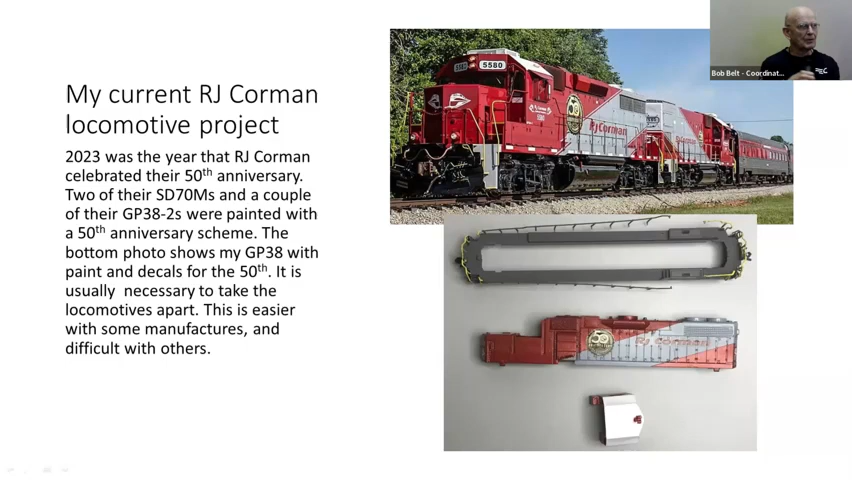 My current RJ Corman
locomotive project
2023 was the year that RJ Corman
celebrated their 50th anniversary.
Two of their SD70Ms and a couple
of their GP38-2s were painted with
a 50th anniversary scheme. The
bottom photo shows my GP38 with
paint and decals for the 50th. It is
usually necessary to take the
locomotives apart. This is easier
with some manufactures, and
difficult with others.
5580
RJ Corman
RJ Corman
Bob Belt - Coordinat...